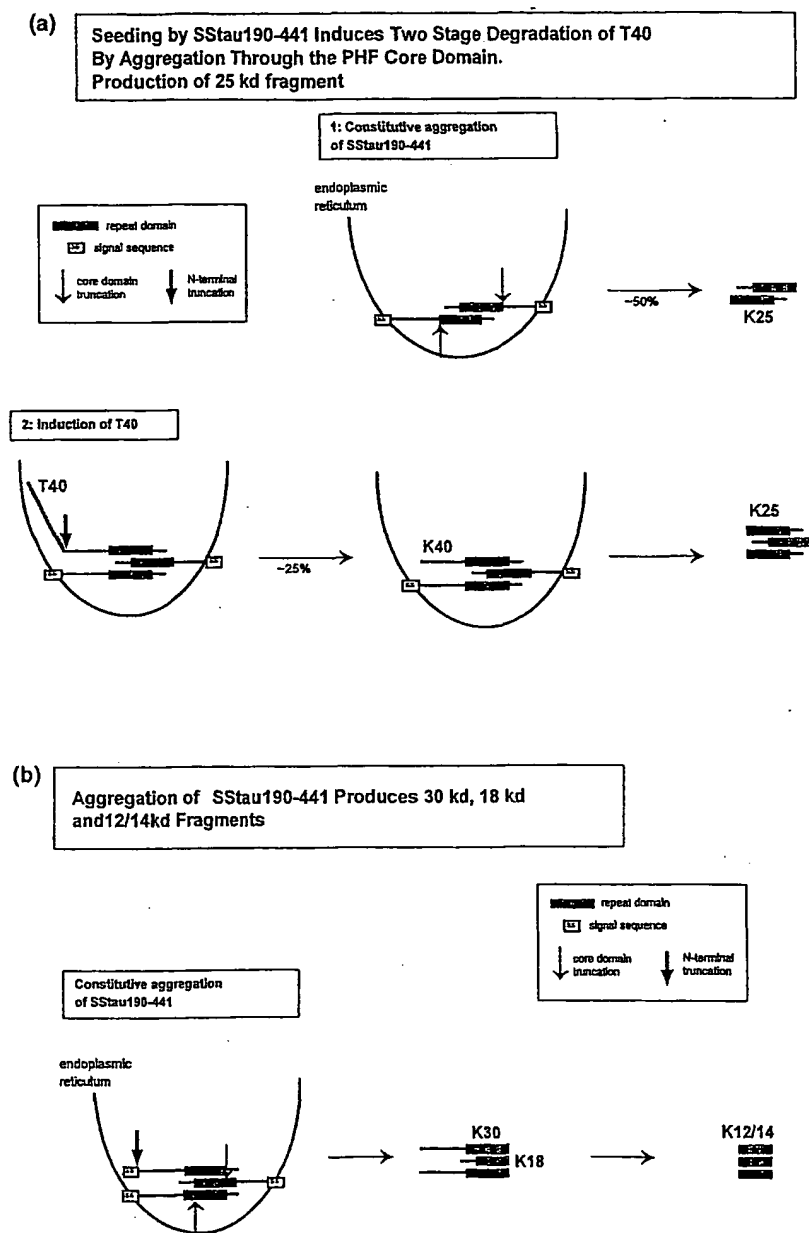 (a)
Seeding by SStau190-441 Induces Two Stage Degradation of T40
By Aggregation Through the PHF Core Domain.
Production of 25 kd fragment
1: Constitutive aggregation
of SStau190-441
endoplasmic
reticulum
repeat domain
signal sequence
core domain
truncation
N-terminal
truncation
~50%
K25
2: Induction of T40
T40
~25%
K40
K25
(b)
Aggregation of SStau190-441 Produces 30 kd, 18 kd
and12/14kd Fragments
repeat domain
signal sequence
core domain
truncation
N-terminal
truncation
Constitutive aggregation
of SStau190-441
endoplasmic
reticulum
K30
K18
K12/14